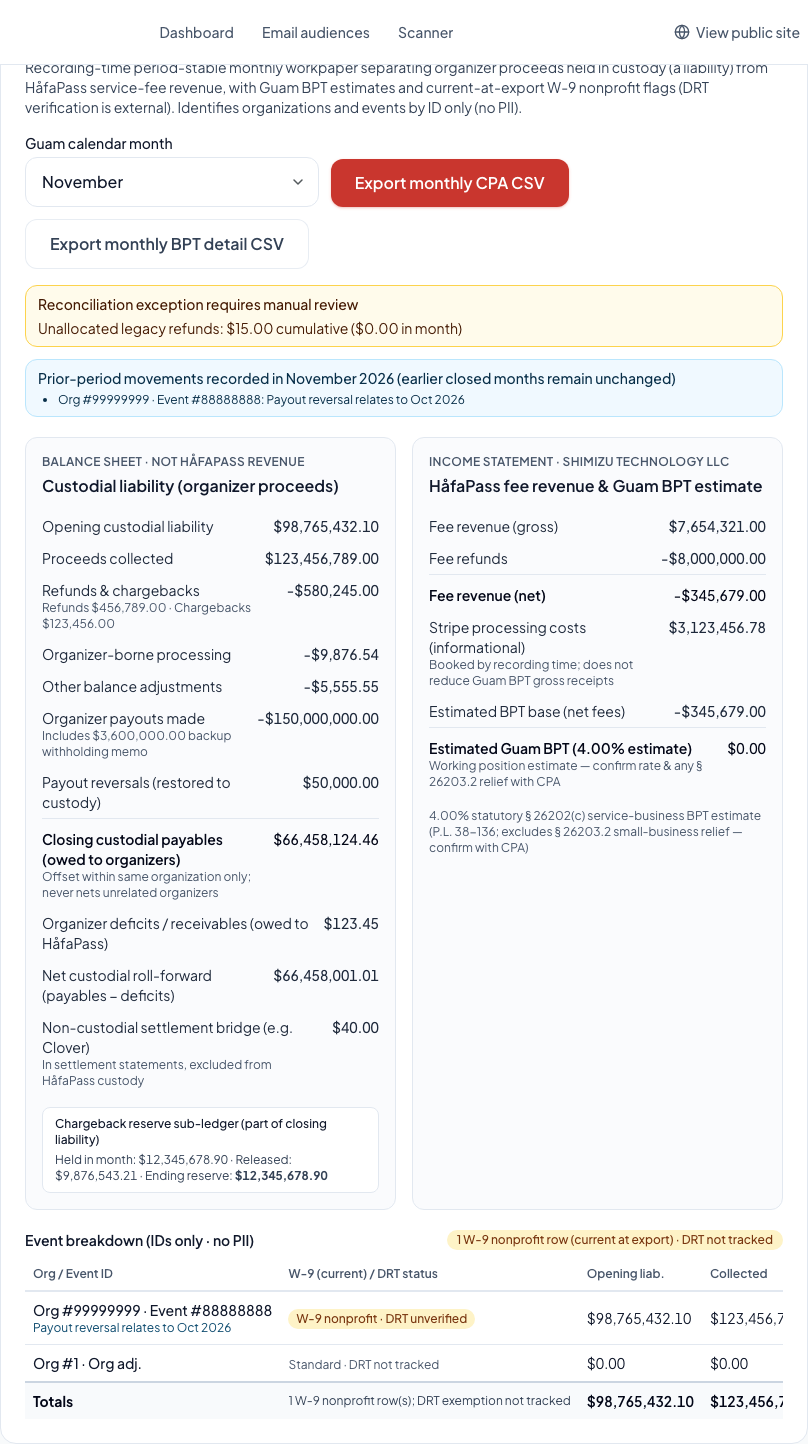 Dashboard Email audiences Scanner View public site
Recording-time period-stable monthly workpaper separating organizer proceeds held in custody (a liability) from
HåfaPass service-fee revenue, with Guam BPT estimates and current-at-export W-9 nonprofit flags (DRT
verification is external). Identifies organizations and events by ID only (no PII).
Guam calendar month
November
Export monthly CPA CSV
Export monthly BPT detail CSV
Reconciliation exception requires manual review
Unallocated legacy refunds: $15.00 cumulative ($0.00 in month)
Prior-period movements recorded in November 2026 (earlier closed months remain unchanged)
• Org #99999999 · Event #88888888: Payout reversal relates to Oct 2026
BALANCE SHEET · NOT HÅFAPASS REVENUE
Custodial liability (organizer proceeds)
Opening custodial liability $98,765,432.10
Proceeds collected $123,456,789.00
Refunds & chargebacks -$580,245.00
Refunds $456,789.00 · Chargebacks
$123,456.00
Organizer-borne processing -$9,876.54
Other balance adjustments -$5,555.55
Organizer payouts made -$150,000,000.00
Includes $3,600,000.00 backup
withholding memo
Payout reversals (restored to $50,000.00
custody)
Closing custodial payables $66,458,124.46
(owed to organizers)
Offset within same organization only;
never nets unrelated organizers
Organizer deficits / receivables (owed to $123.45
HåfaPass)
Net custodial roll-forward $66,458,001.01
(payables – deficits)
Non-custodial settlement bridge (e.g. $40.00
Clover)
In settlement statements, excluded from
HåfaPass custody
Chargeback reserve sub-ledger (part of closing
liability)
Held in month: $12,345,678.90 · Released:
$9,876,543.21 · Ending reserve: $12,345,678.90
INCOME STATEMENT · SHIMIZU TECHNOLOGY LLC
HåfaPass fee revenue & Guam BPT estimate
Fee revenue (gross) $7,654,321.00
Fee refunds -$8,000,000.00
Fee revenue (net) -$345,679.00
Stripe processing costs $3,123,456.78
(informational)
Booked by recording time; does not
reduce Guam BPT gross receipts
Estimated BPT base (net fees) -$345,679.00
Estimated Guam BPT (4.00% estimate) $0.00
Working position estimate — confirm rate & any §
26203.2 relief with CPA
4.00% statutory § 26202(c) service-business BPT estimate
(P.L. 38-136; excludes § 26203.2 small-business relief —
confirm with CPA)
Event breakdown (IDs only · no PII) 1 W-9 nonprofit row (current at export) · DRT not tracked
Org / Event ID W-9 (current) / DRT status Opening liab. Collected
Org #99999999 · Event #88888888 W-9 nonprofit · DRT unverified $98,765,432.10 $123,456,7
Payout reversal relates to Oct 2026
Org #1 · Org adj. Standard · DRT not tracked $0.00 $0.00
Totals 1 W-9 nonprofit row(s); DRT exemption not tracked $98,765,432.10 $123,456,7